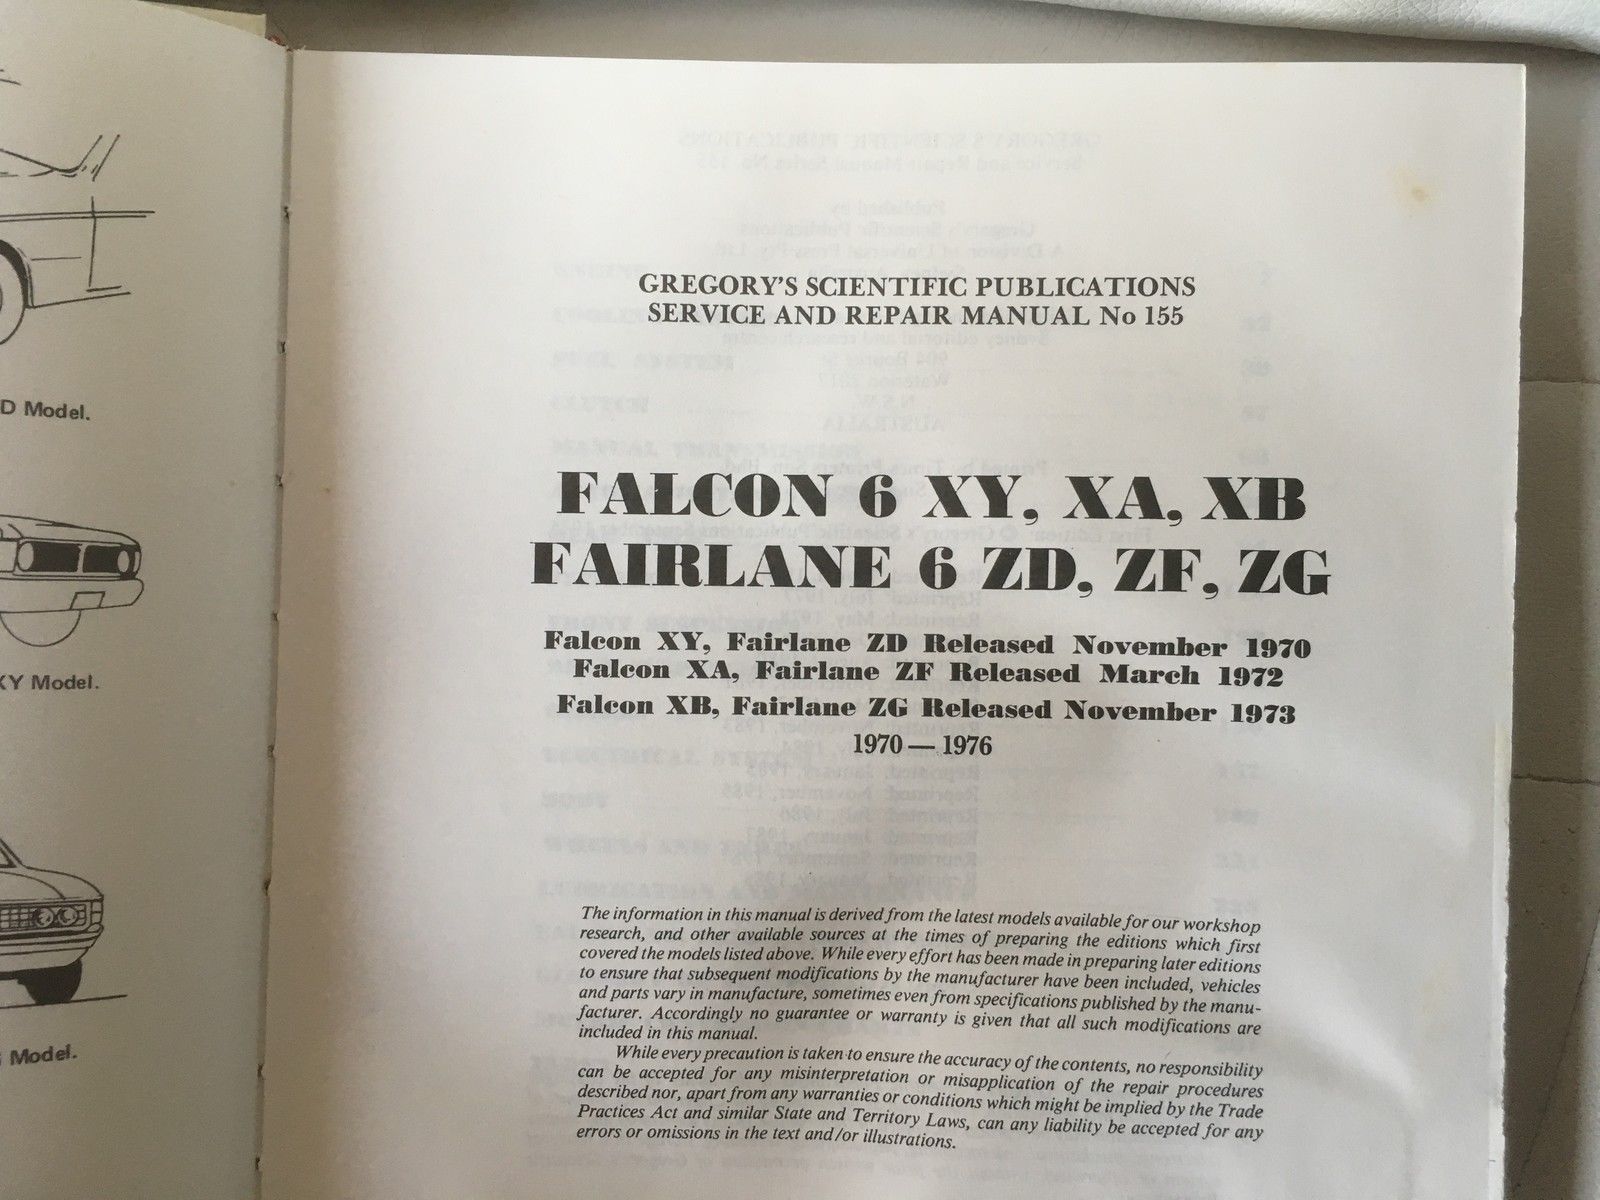 D Model.
XY Model.
Model.
GREGORY'S SCIENTIFIC PUBLICATIONS
SERVICE AND REPAIR MANUAL No 155
FALCON 6 XY, XA, XB
FAIRLANE 6 ZD, ZF, ZG
Falcon XY, Fairlane ZD Released November 1970
Falcon XA, Fairlane ZF Released March 1972
Falcon XB, Fairlane ZG Released November 1973
1970 — 1976
The information in this manual is derived from the latest models available for our workshop
research, and other available sources at the times of preparing the editions which first
covered the models listed above. While every effort has been made in preparing later editions
to ensure that subsequent modifications by the manufacturer have been included, vehicles
and parts vary in manufacture, sometimes even from specifications published by the manu-
facturer. Accordingly no guarantee or warranty is given that all such modifications are
included in this manual.
While every precaution is taken to ensure the accuracy of the contents, no responsibility
can be accepted for any misinterpretation or misapplication of the repair procedures
described nor, apart from any warranties or conditions which might be implied by the Trade
Practices Act and similar State and Territory Laws, can any liability be accepted for any
errors or omissions in the text and/or illustrations.